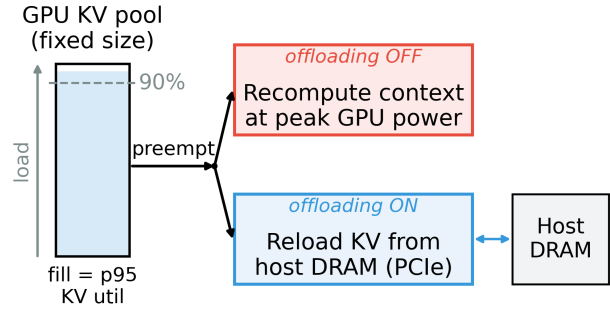 GPU KV pool
(fixed size)
90%
load
fill = p95
KV util
preempt
offloading OFF
Recompute context
at peak GPU power
offloading ON
Reload KV from
host DRAM (PCIe)
Host
DRAM